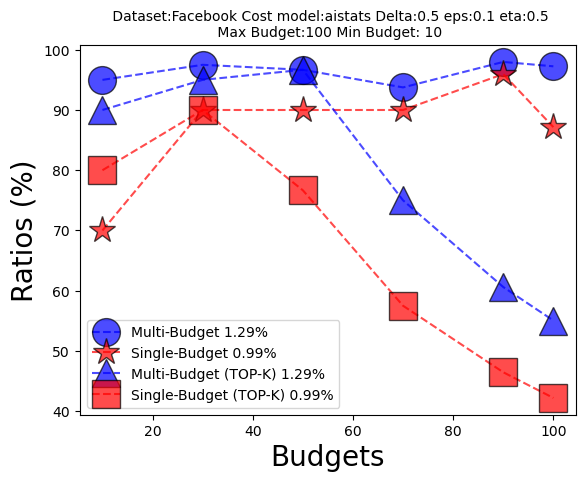 Dataset:Facebook Cost model:aistats Delta:0.5 eps:0.1 eta:0.5
Max Budget:100 Min Budget: 10
100
90
80
70
60
50
40
Ratios (%)
Multi-Budget 1.29%
Single-Budget 0.99%
Multi-Budget (TOP-K) 1.29%
Single-Budget (TOP-K) 0.99%
20 40 60 80 100
Budgets